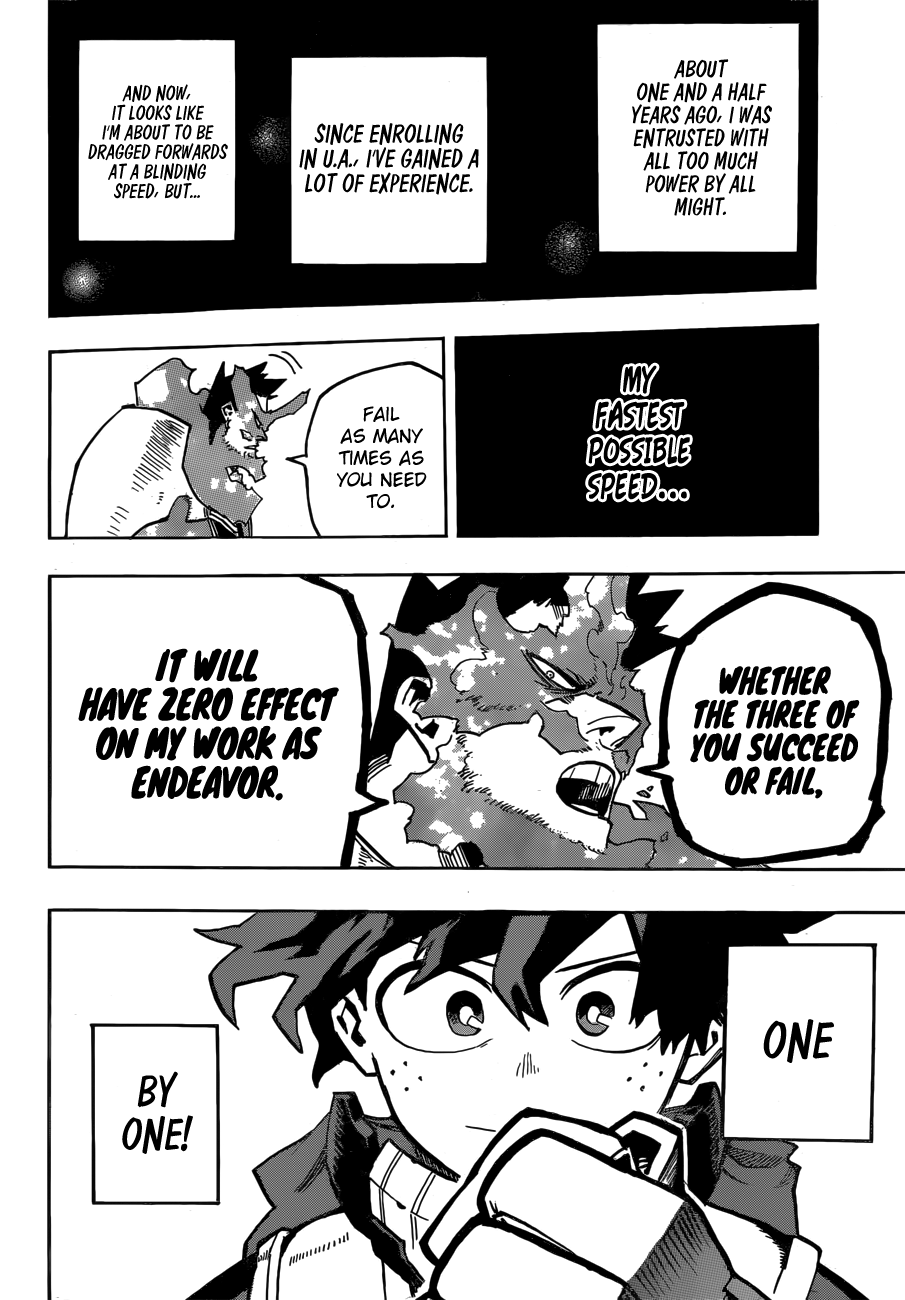 ABOUT
ONE AND A HALF
YEARS AGO, I WAS
ENTRUSTED WITH
ALL TOO MUCH
POWER BY ALL
MIGHT.
SINCE ENROLLING
IN U.A., I'VE GAINED A
LOT OF EXPERIENCE.
AND NOW,
IT LOOKS LIKE
I'M ABOUT TO BE
DRAGGED FORWARDS
AT A BLINDING
SPEED, BUT...
MY
FASTEST
POSSIBLE
SPEED...
FAIL
AS MANY
TIMES AS
YOU NEED
TO.
WHETHER
THE THREE OF
YOU SUCCEED
OR FAIL,
IT WILL
HAVE ZERO EFFECT
ON MY WORK AS
ENDEAVOR.
ONE
BY
ONE!